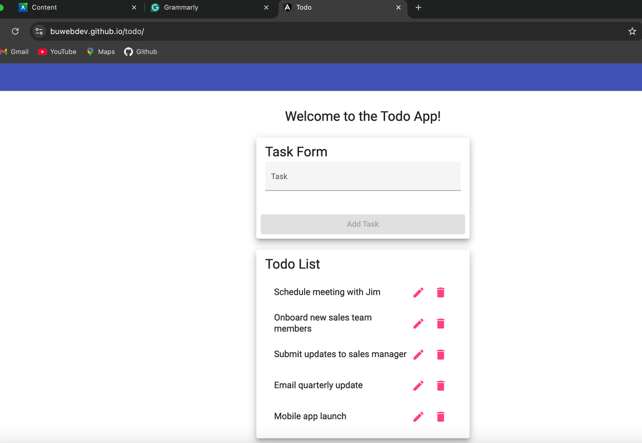 Content
Grammarly
Todo
buwebdev.github.io/todo/
Gmail
YouTube
Maps
Github
Welcome to the Todo App!
Task Form
Task
Add Task
Todo List
Schedule meeting with Jim
Onboard new sales team
members
Submit updates to sales manager
Email quarterly update
Mobile app launch